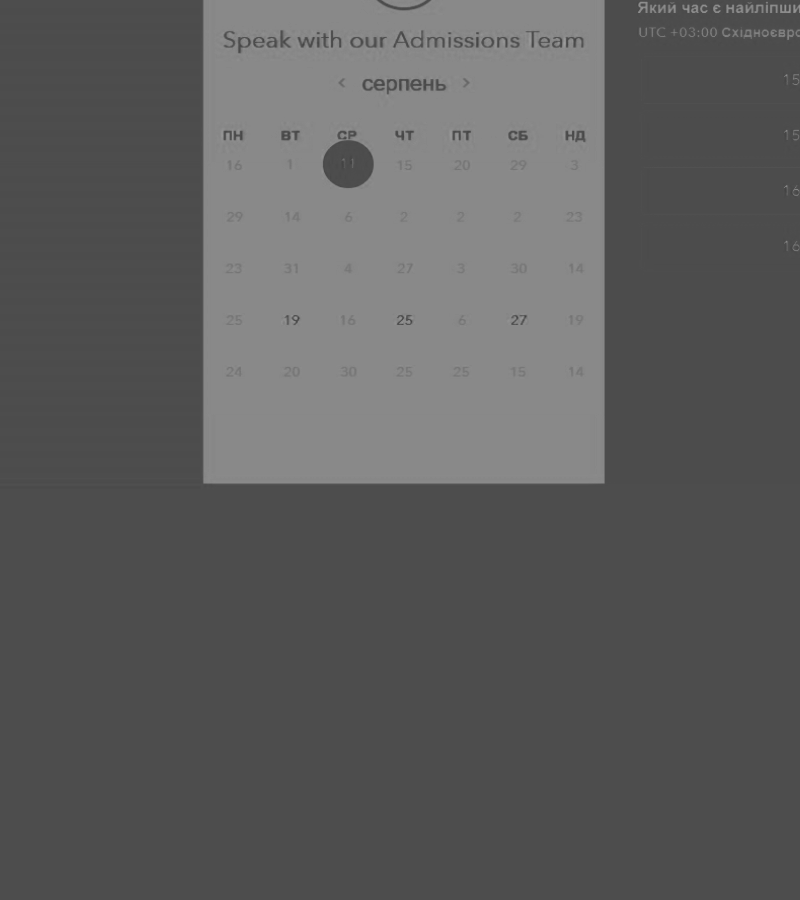 Speak with our Admissions Team
‹ серпень ›
ПН ВТ СР ЧТ ПТ СБ НД
16 1 11 15 20 29 3
29 14 6 2 2 2 23
23 31 4 27 3 30 14
25 19 16 25 6 27 19
24 20 30 25 25 15 14
Який час є
UTC +03:00
15
15
16
16